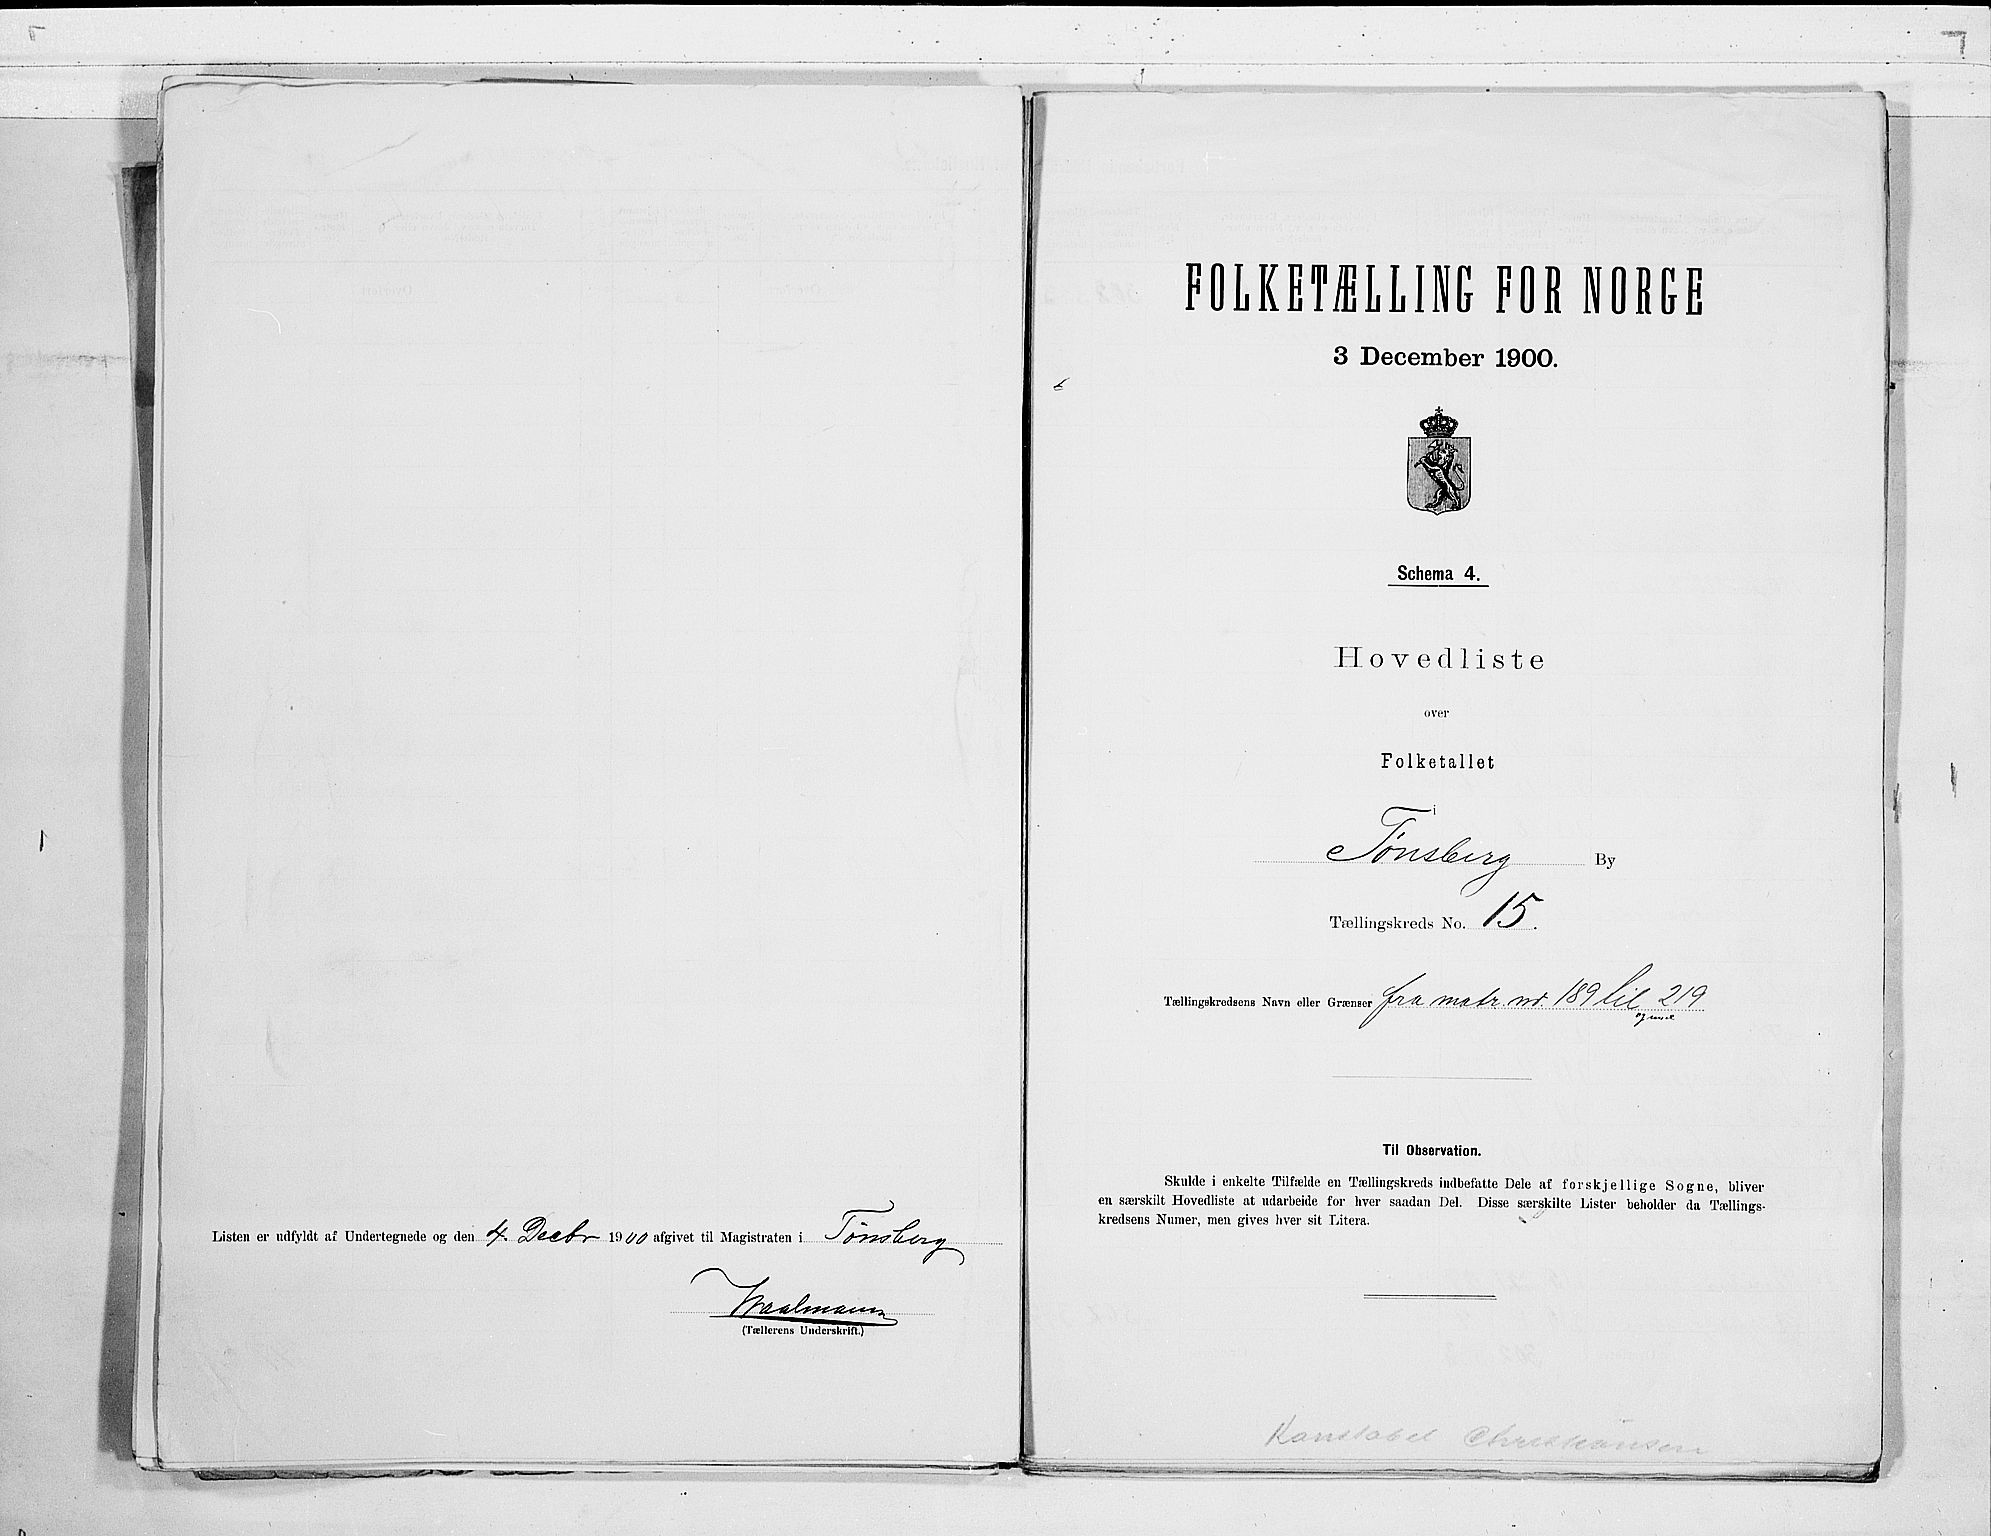 Listen er udfyldt af Undertegnede og den 4. Decbr 1900 afgivet til Magistraten i Tønsberg
Waalmann
(Tællerens Underskrift.)
FOLKETÆLLING FOR NORGE
3 December 1900.
Schema 4.
Hovedliste
over
Folketallet
i
Tønsberg By
Tællingskreds No. 15.
Tællingskredsens Navn eller Grænser fra matr. nr. 189 til 219
Til Observation.
Skulde i enkelte Tilfælde en Tællingskreds indbefatte Dele af forskjellige Sogne, bliver
en særskilt Hovedliste at udarbeide for hver saadan Del. Disse særskilte Lister beholder da Tællings-
kredsens Numer, men gives hver sit Litera.
Konstabel Christiansen